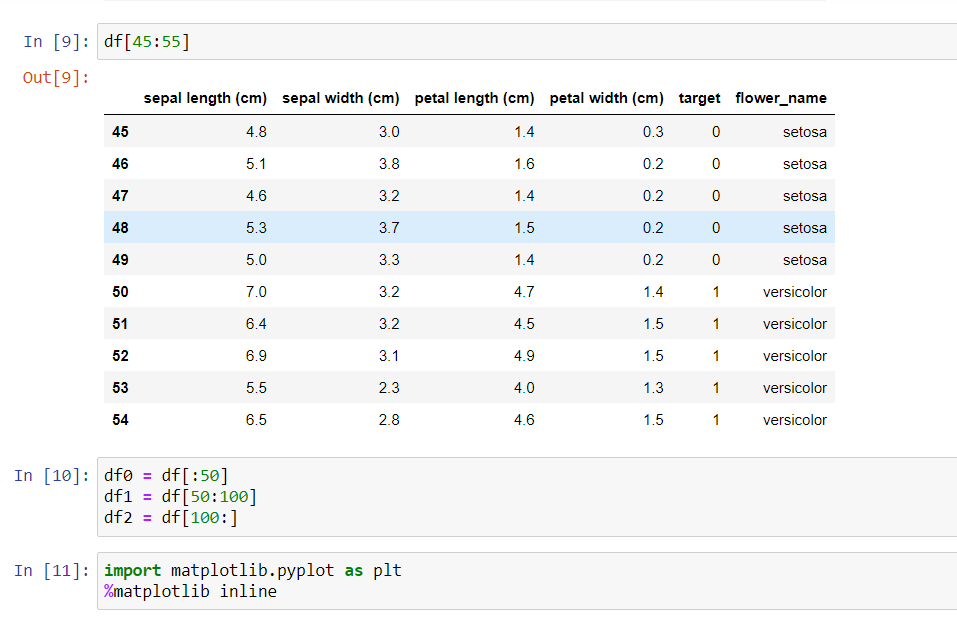 In [9]: df[45:55]
Out[9]:
sepal length (cm) sepal width (cm) petal length (cm) petal width (cm) target flower_name
45 4.8 3.0 1.4 0.3 0 setosa
46 5.1 3.8 1.6 0.2 0 setosa
47 4.6 3.2 1.4 0.2 0 setosa
48 5.3 3.7 1.5 0.2 0 setosa
49 5.0 3.3 1.4 0.2 0 setosa
50 7.0 3.2 4.7 1.4 1 versicolor
51 6.4 3.2 4.5 1.5 1 versicolor
52 6.9 3.1 4.9 1.5 1 versicolor
53 5.5 2.3 4.0 1.3 1 versicolor
54 6.5 2.8 4.6 1.5 1 versicolor
In [10]: df0 = df[:50]
df1 = df[50:100]
df2 = df[100:]
In [11]: import matplotlib.pyplot as plt
%matplotlib inline